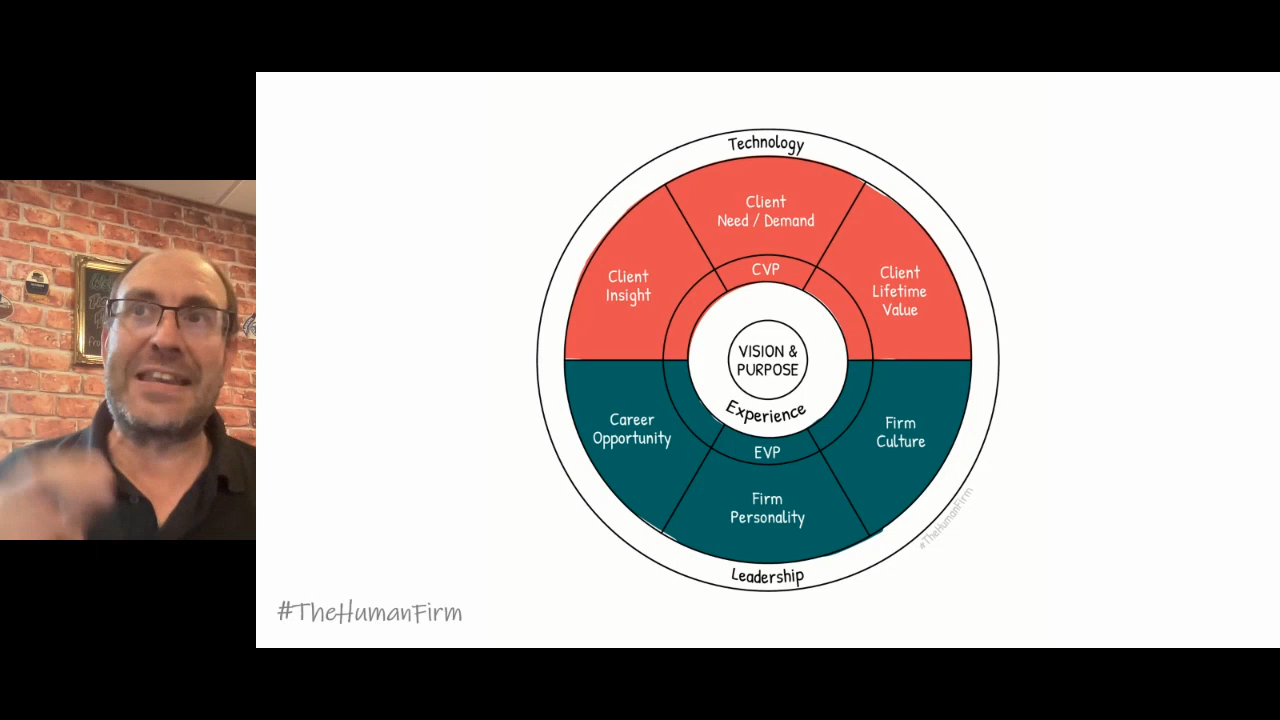 Technology
Client
Need / Demand
Client
Insight
CVP
Client
Lifetime
Value
VISION &
PURPOSE
Experience
Career
Opportunity
EVP
Firm
Culture
Firm
Personality
Leadership
#TheHumanFirm
#TheHumanFirm